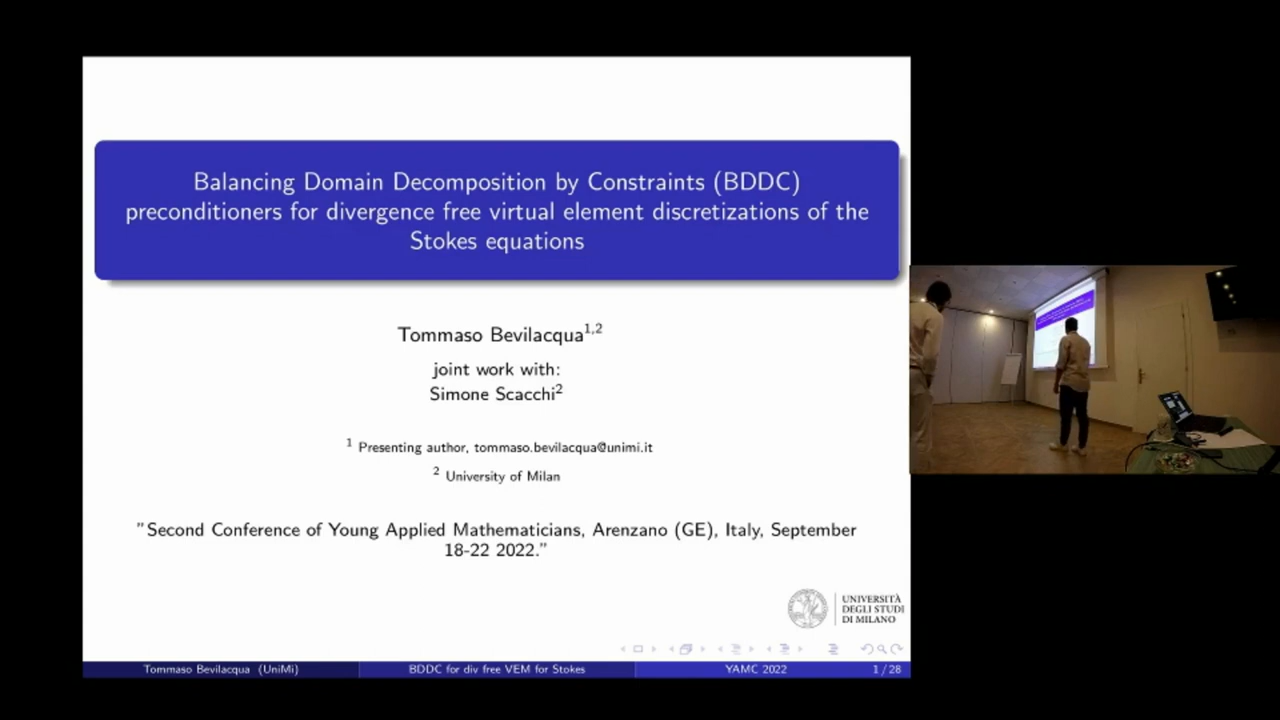 Balancing Domain Decomposition by Constraints (BDDC)
preconditioners for divergence free virtual element discretizations of the
Stokes equations
Tommaso Bevilacqua1,2
joint work with:
Simone Scacchi2
1 Presenting author, tommaso.bevilacqua@unimi.it
2 University of Milan
"Second Conference of Young Applied Mathematicians, Arenzano (GE), Italy, September
18-22 2022."
UNIVERSITÀ
DEGLI STUDI
DI MILANO
Tommaso Bevilacqua (UniMi) BDDC for div free VEM for Stokes YAMC 2022 1 / 28